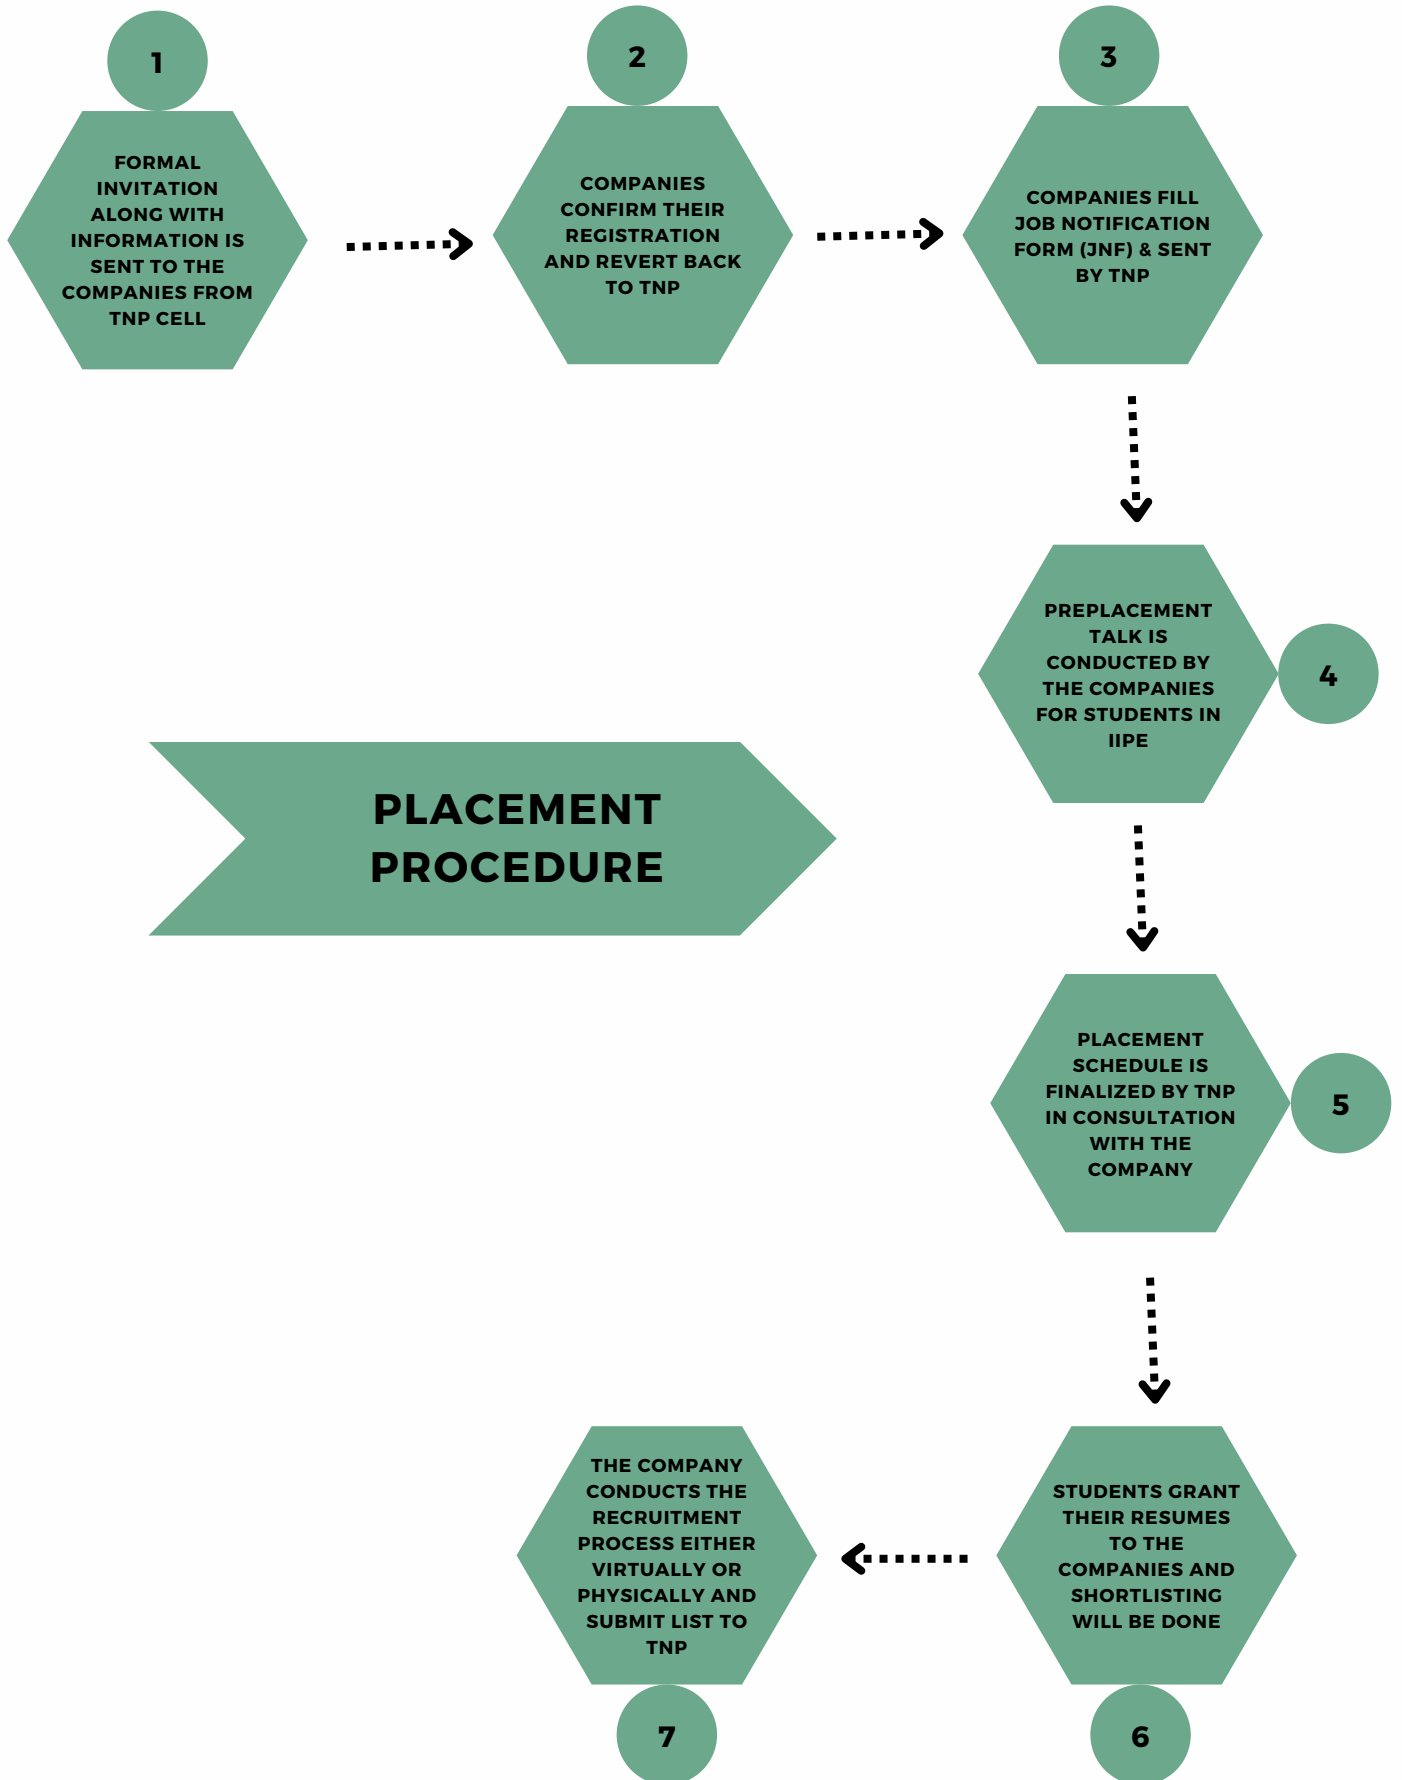 1
FORMAL
INVITATION
ALONG WITH
INFORMATION IS
SENT TO THE
COMPANIES FROM
TNP CELL
2
COMPANIES
CONFIRM THEIR
REGISTRATION
AND REVERT BACK
TO TNP
3
COMPANIES FILL
JOB NOTIFICATION
FORM (JNF) & SENT
BY TNP
PREPLACEMENT
TALK IS
CONDUCTED BY
THE COMPANIES
FOR STUDENTS IN
IIPE
4
PLACEMENT
PROCEDURE
PLACEMENT
SCHEDULE IS
FINALIZED BY TNP
IN CONSULTATION
WITH THE
COMPANY
5
STUDENTS GRANT
THEIR RESUMES
TO THE
COMPANIES AND
SHORTLISTING
WILL BE DONE
6
THE COMPANY
CONDUCTS THE
RECRUITMENT
PROCESS EITHER
VIRTUALLY OR
PHYSICALLY AND
SUBMIT LIST TO
TNP
7